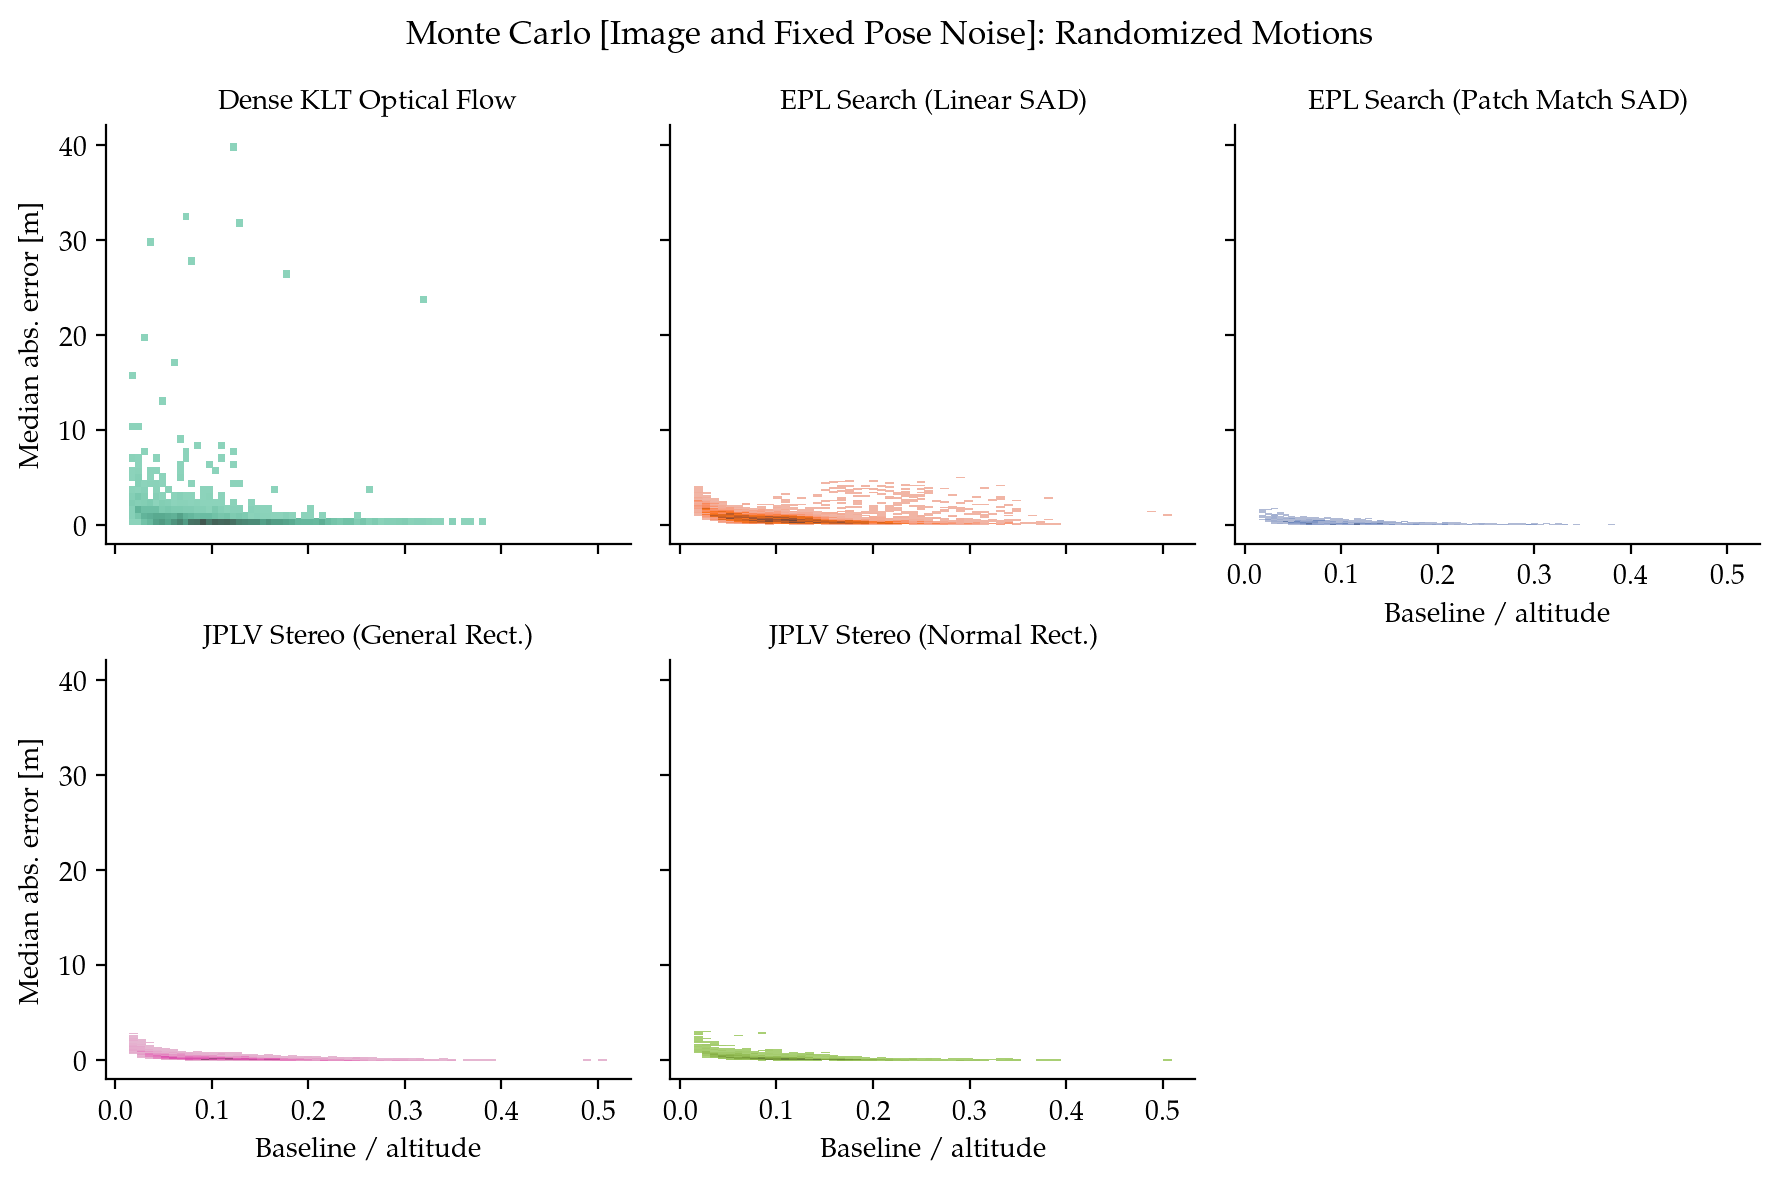 Monte Carlo [Image and Fixed Pose Noise]: Randomized Motions
Dense KLT Optical Flow
EPL Search (Linear SAD)
EPL Search (Patch Match SAD)
Median abs. error [m]
40
30
20
10
0
0.0 0.1 0.2 0.3 0.4 0.5
Baseline / altitude
JPLV Stereo (General Rect.)
JPLV Stereo (Normal Rect.)
Median abs. error [m]
40
30
20
10
0
0.0 0.1 0.2 0.3 0.4 0.5
Baseline / altitude
0.0 0.1 0.2 0.3 0.4 0.5
Baseline / altitude